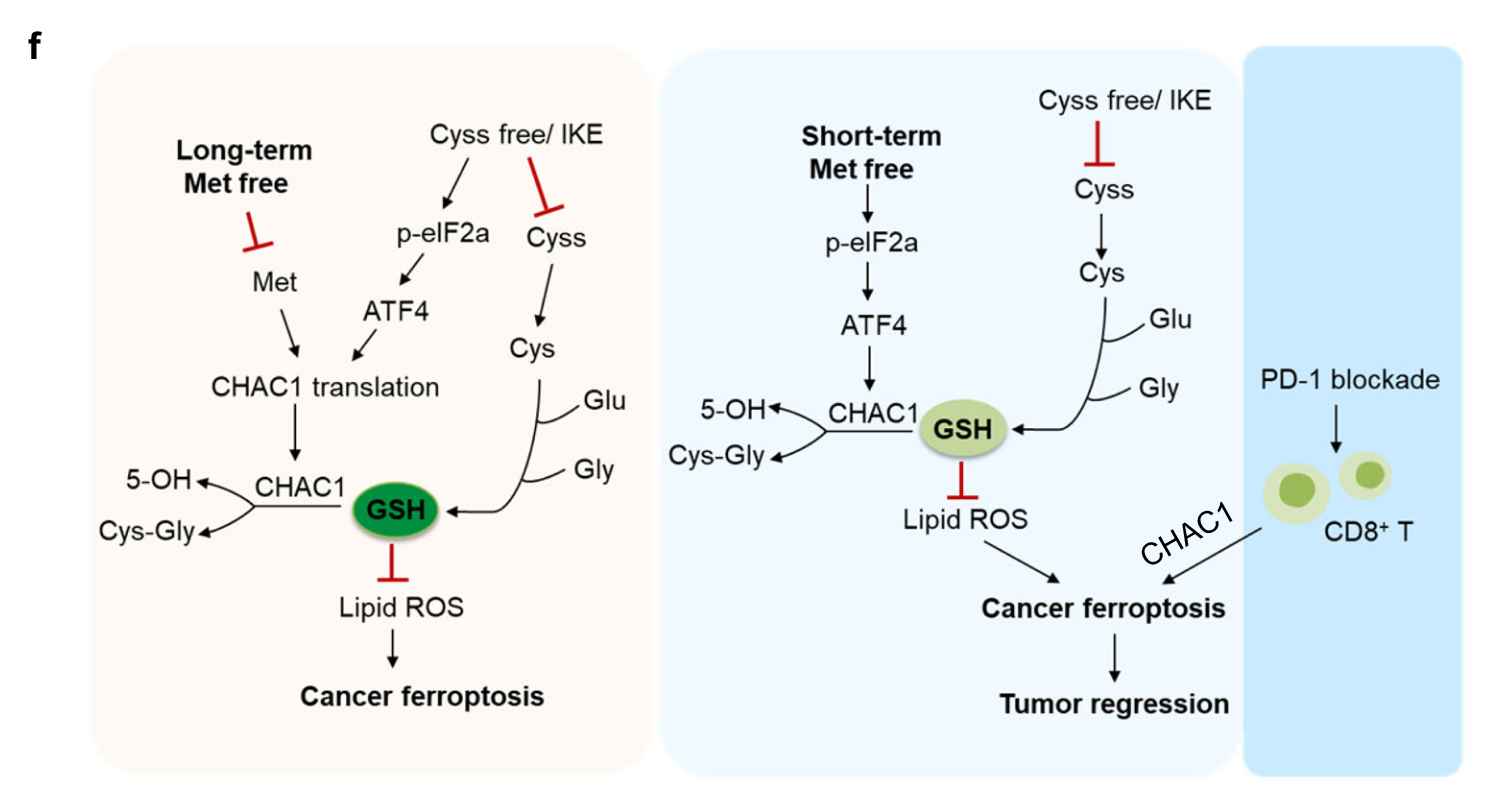 f
Long-term
Met free
Cyss free/ IKE
Met
p-eIF2a
Cyss
ATF4
Cys
CHAC1 translation
Glu
Gly
5-OH
CHAC1
GSH
Cys-Gly
Lipid ROS
Cancer ferroptosis
Cyss free/ IKE
Short-term
Met free
Cyss
p-eIF2a
Cys
ATF4
Glu
Gly
5-OH
CHAC1
GSH
Cys-Gly
Lipid ROS
CHAC1
Cancer ferroptosis
Tumor regression
PD-1 blockade
CD8⁺ T